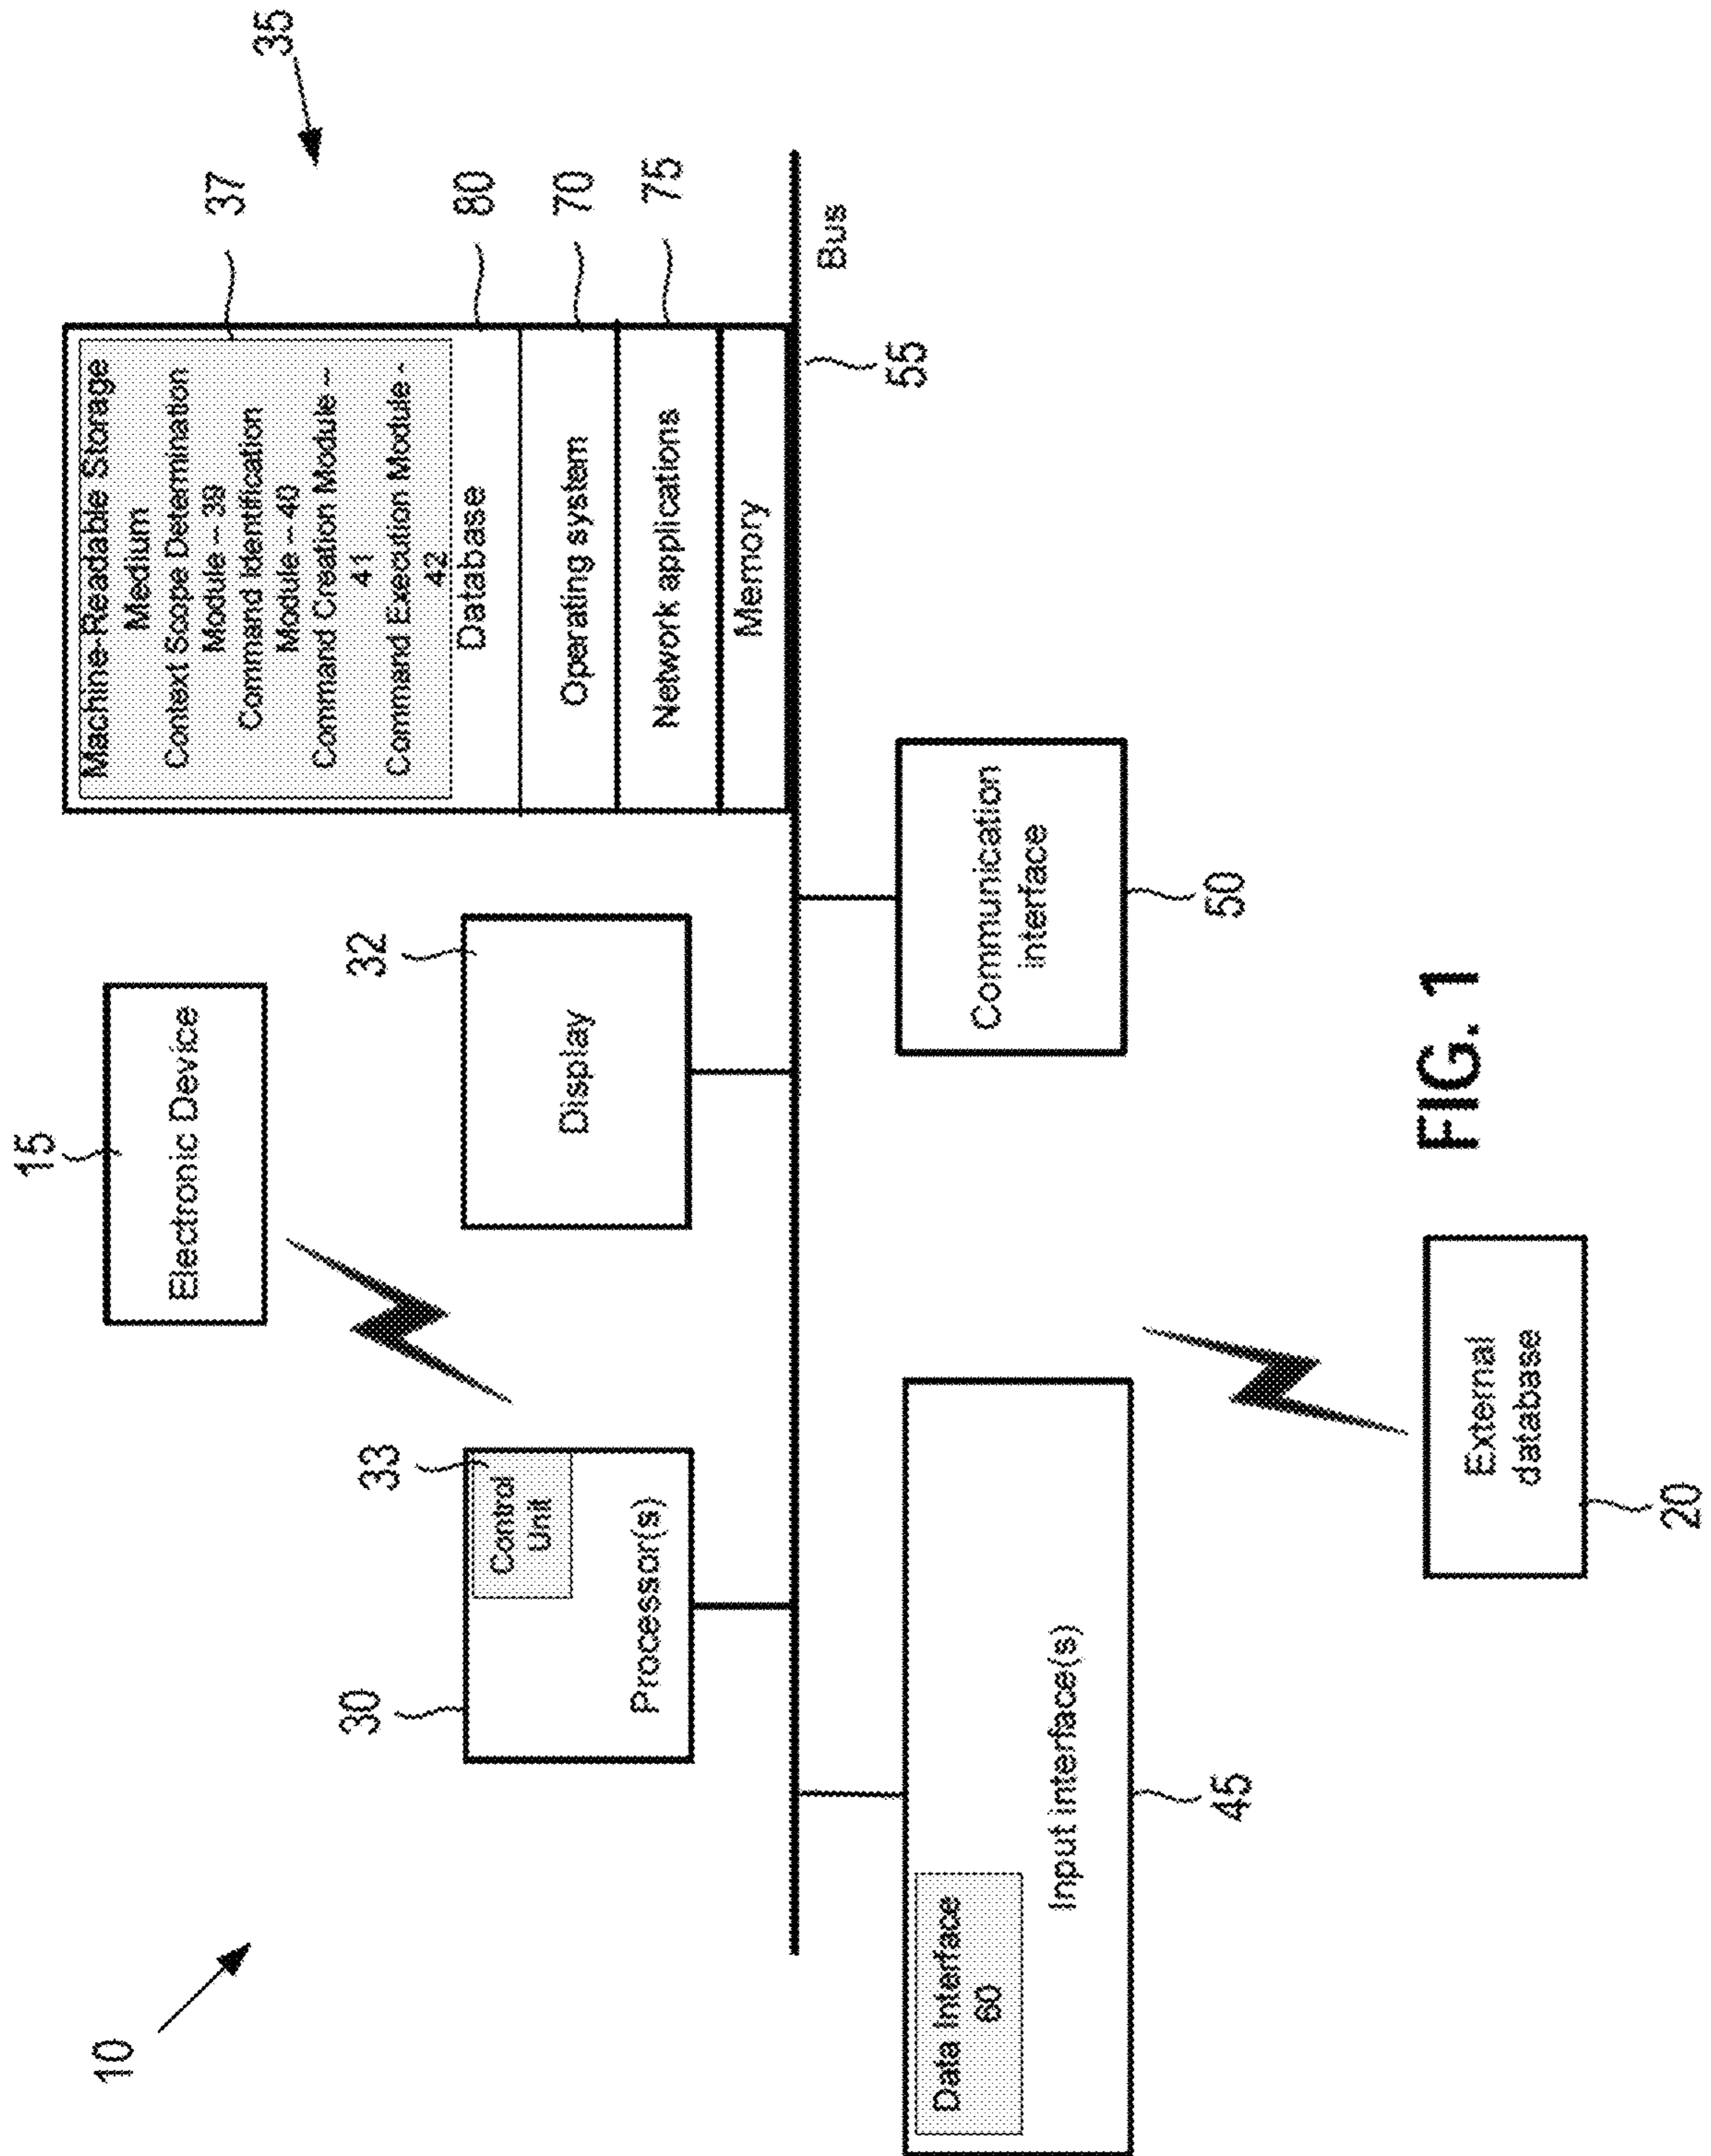 10
15
Electronic Device
35
30
33
Control
Unit
Processor(s)
32
Display
Machine-Readable Storage
Medium
Context Scope Determination
Module -- 39
Command Identification
Module -- 40
Command Creation Module --
41
Command Execution Module -
42
Database
Operating system
Network applications
Memory
37
80
70
75
Bus
55
Data Interface
60
Input interface(s)
45
Communication
interface
50
External
database
20
FIG. 1